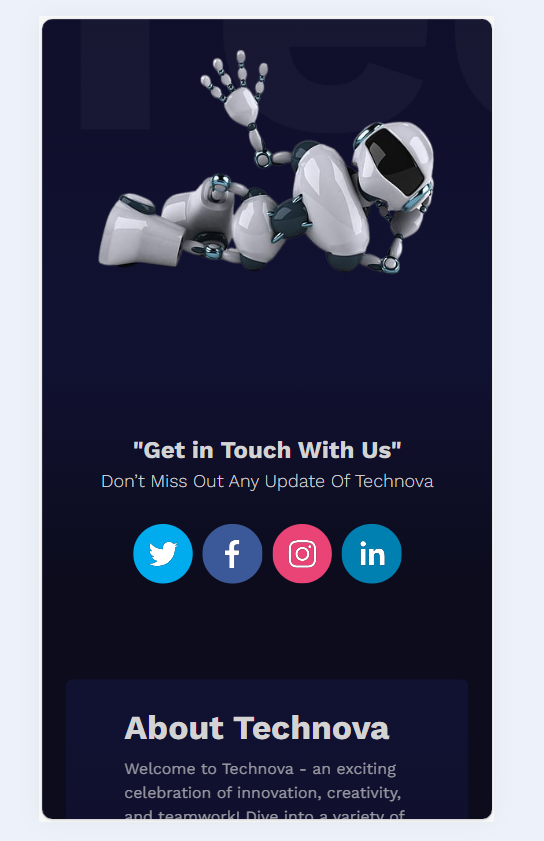 "Get in Touch With Us"
Don’t Miss Out Any Update Of Technova
in
About Technova
Welcome to Technova - an exciting
celebration of innovation, creativity,
and teamwork! Dive into a variety of